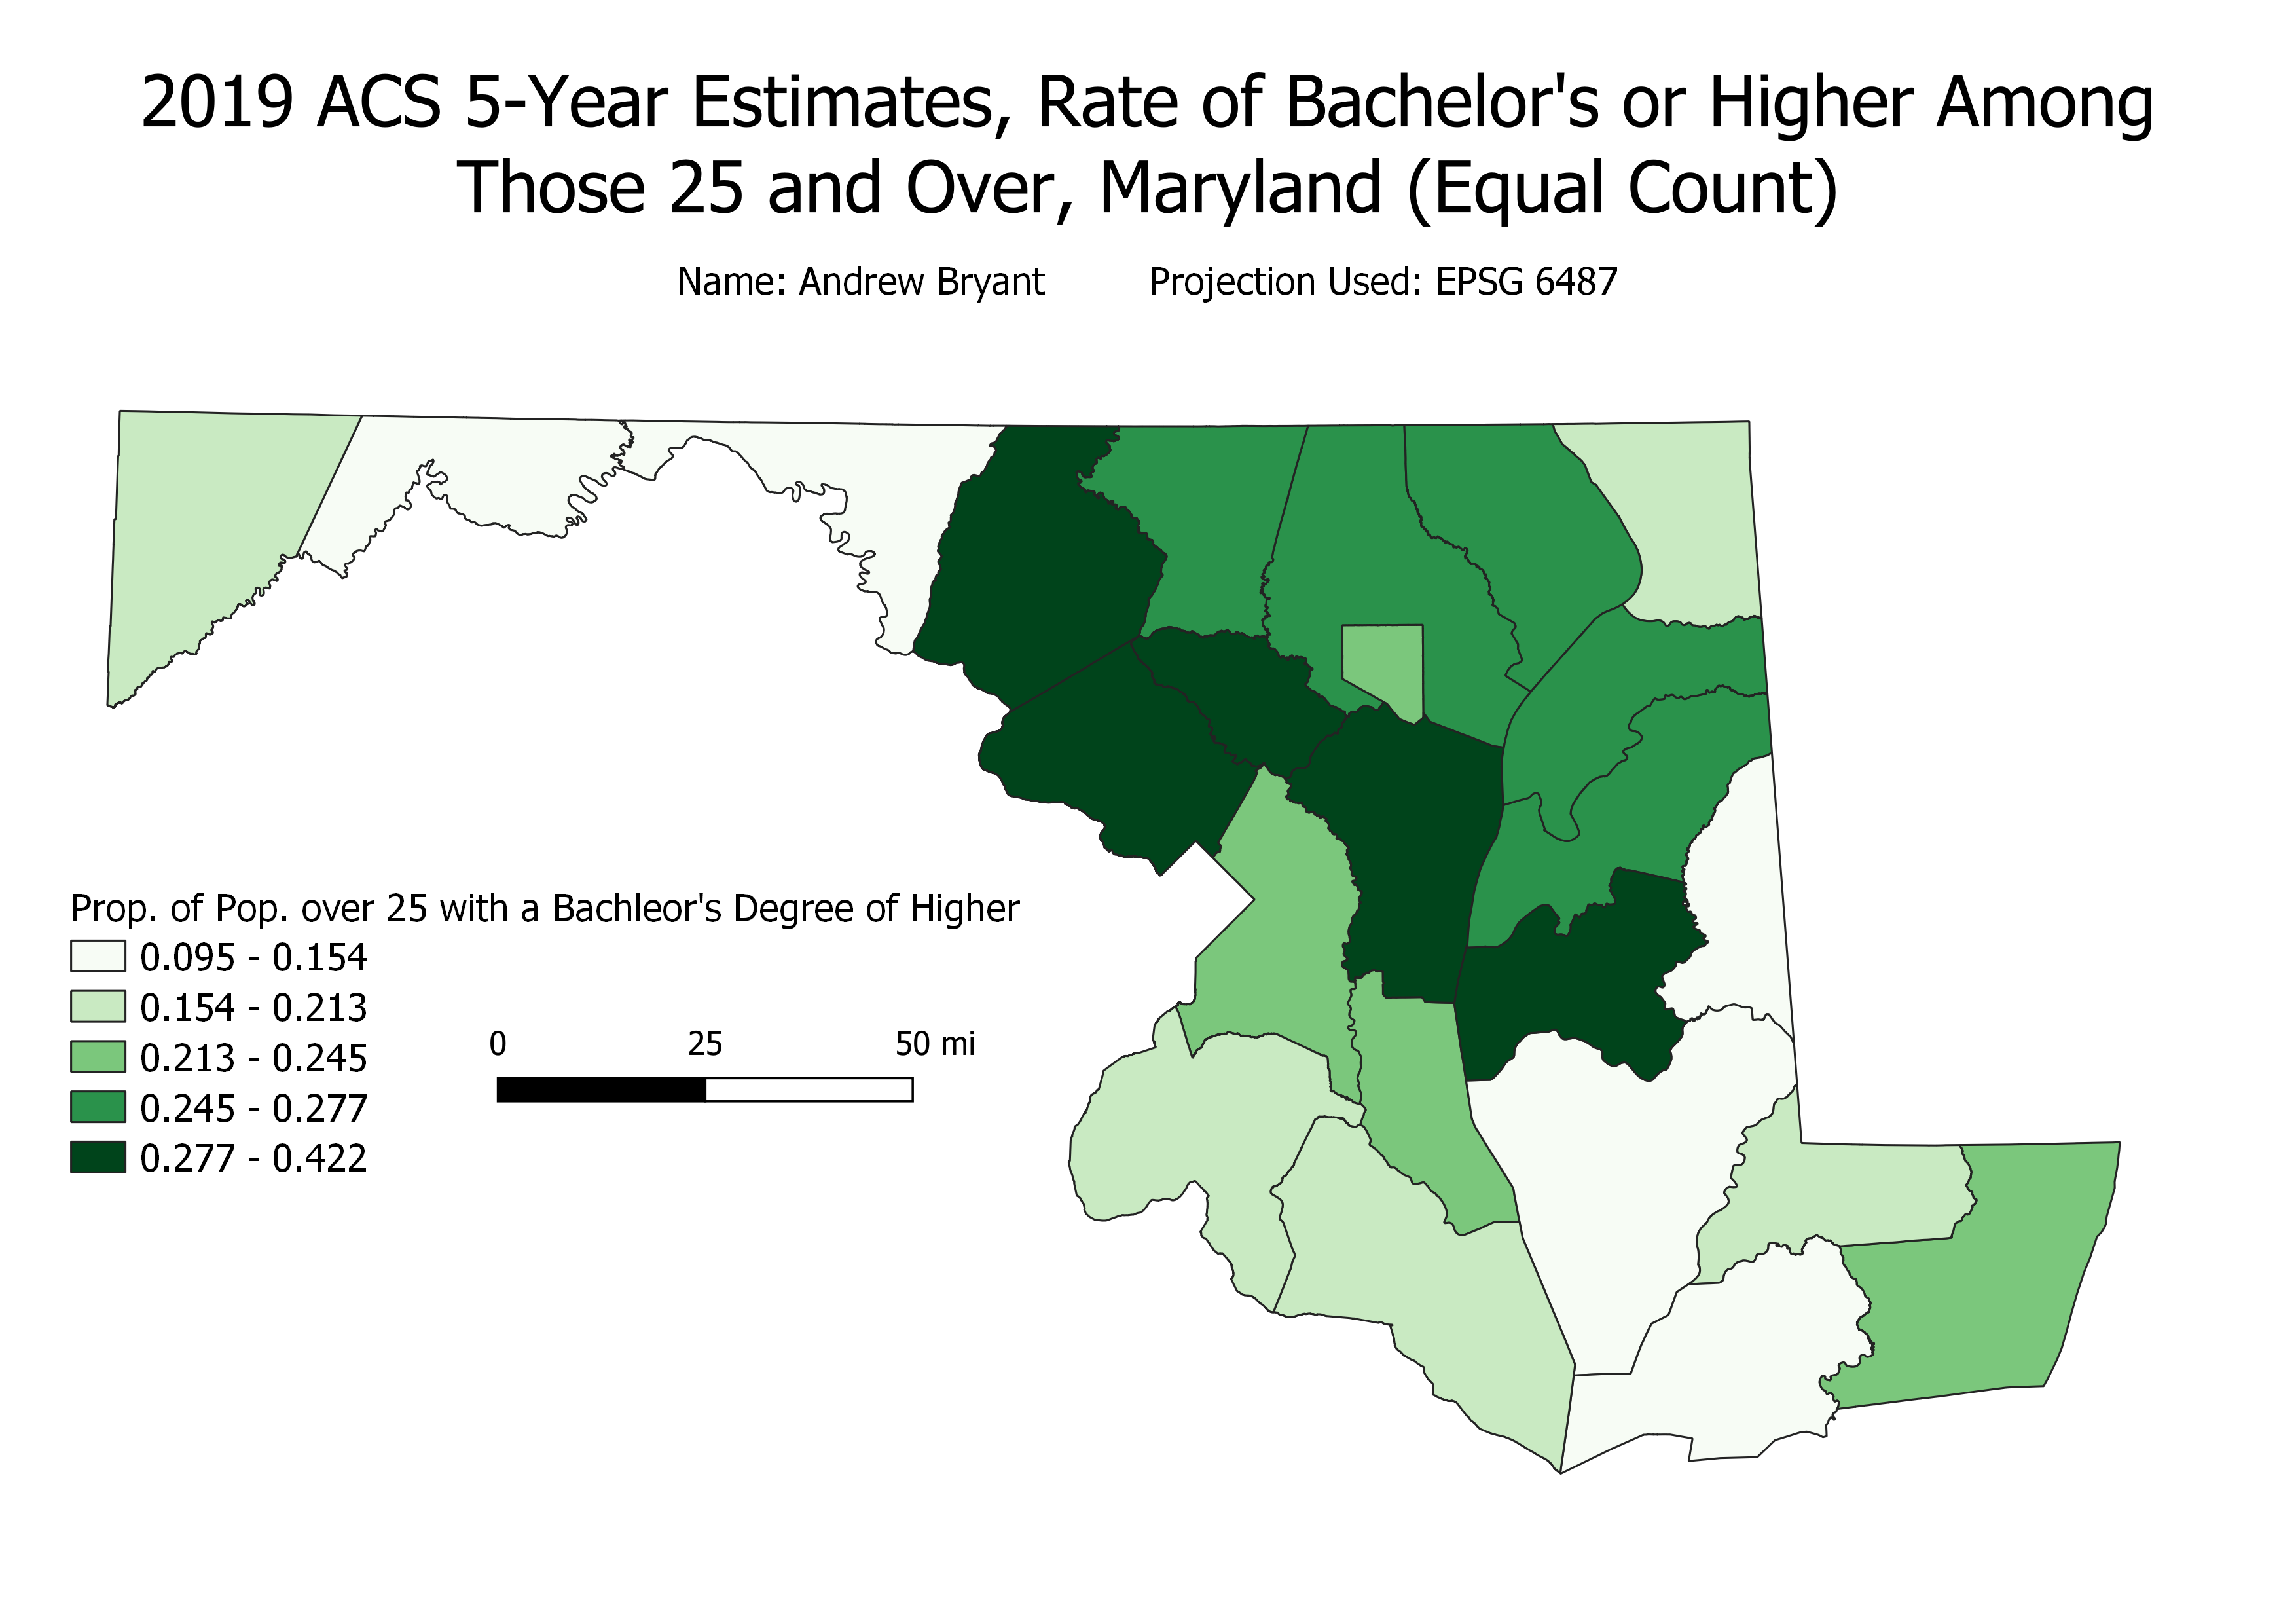 2019 ACS 5-Year Estimates, Rate of Bachelor's or Higher Among
Those 25 and Over, Maryland (Equal Count)
Name: Andrew Bryant Projection Used: EPSG 6487
Prop. of Pop. over 25 with a Bachleor's Degree of Higher
0.095 - 0.154
0.154 - 0.213
0.213 - 0.245
0.245 - 0.277
0.277 - 0.422
0 25 50 mi